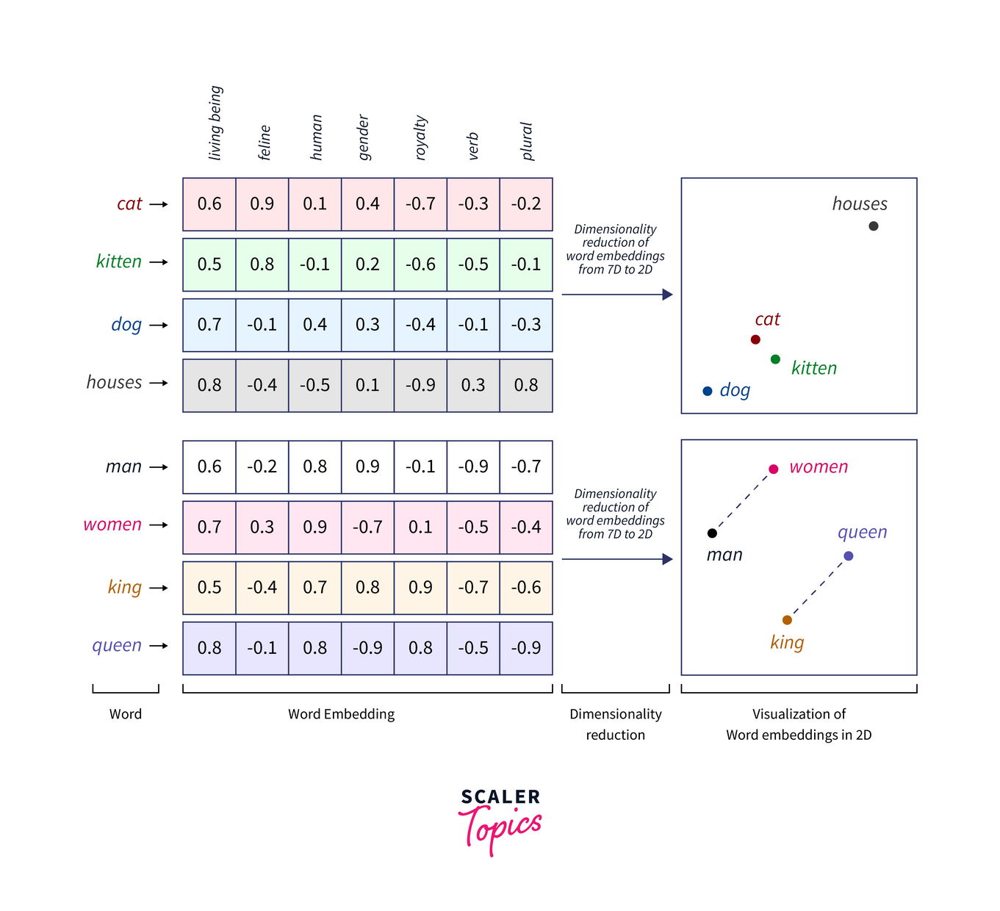 living being
feline
human
gender
royalty
verb
plural
cat
0.6 0.9 0.1 0.4 -0.7 -0.3 -0.2
kitten
0.5 0.8 -0.1 0.2 -0.6 -0.5 -0.1
dog
0.7 -0.1 0.4 0.3 -0.4 -0.1 -0.3
houses
0.8 -0.4 -0.5 0.1 -0.9 0.3 0.8
Dimensionality
reduction of
word embeddings
from 7D to 2D
houses
cat
kitten
dog
man
0.6 -0.2 0.8 0.9 -0.1 -0.9 -0.7
women
0.7 0.3 0.9 -0.7 0.1 -0.5 -0.4
king
0.5 -0.4 0.7 0.8 0.9 -0.7 -0.6
queen
0.8 -0.1 0.8 -0.9 0.8 -0.5 -0.9
Dimensionality
reduction of
word embeddings
from 7D to 2D
women
queen
man
king
Word
Word Embedding
Dimensionality
reduction
Visualization of
Word embeddings in 2D
SCALER
Topics